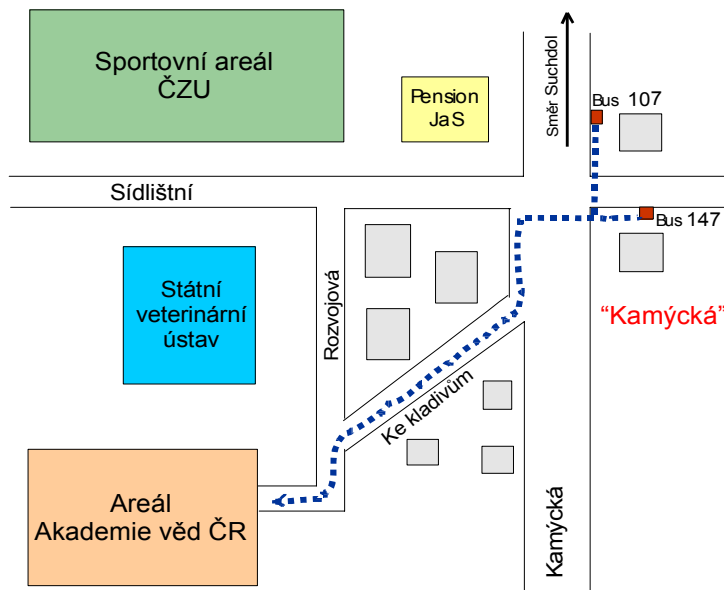 Sportovní areál
ČZU
Pension
JaS
Směr Suchdol
Bus 107
Sídlištní
Bus 147
Státní
veterinární
ústav
Rozvojová
“Kamýcká”
Ke kladivům
Areál
Akademie věd ČR
Kamýcká